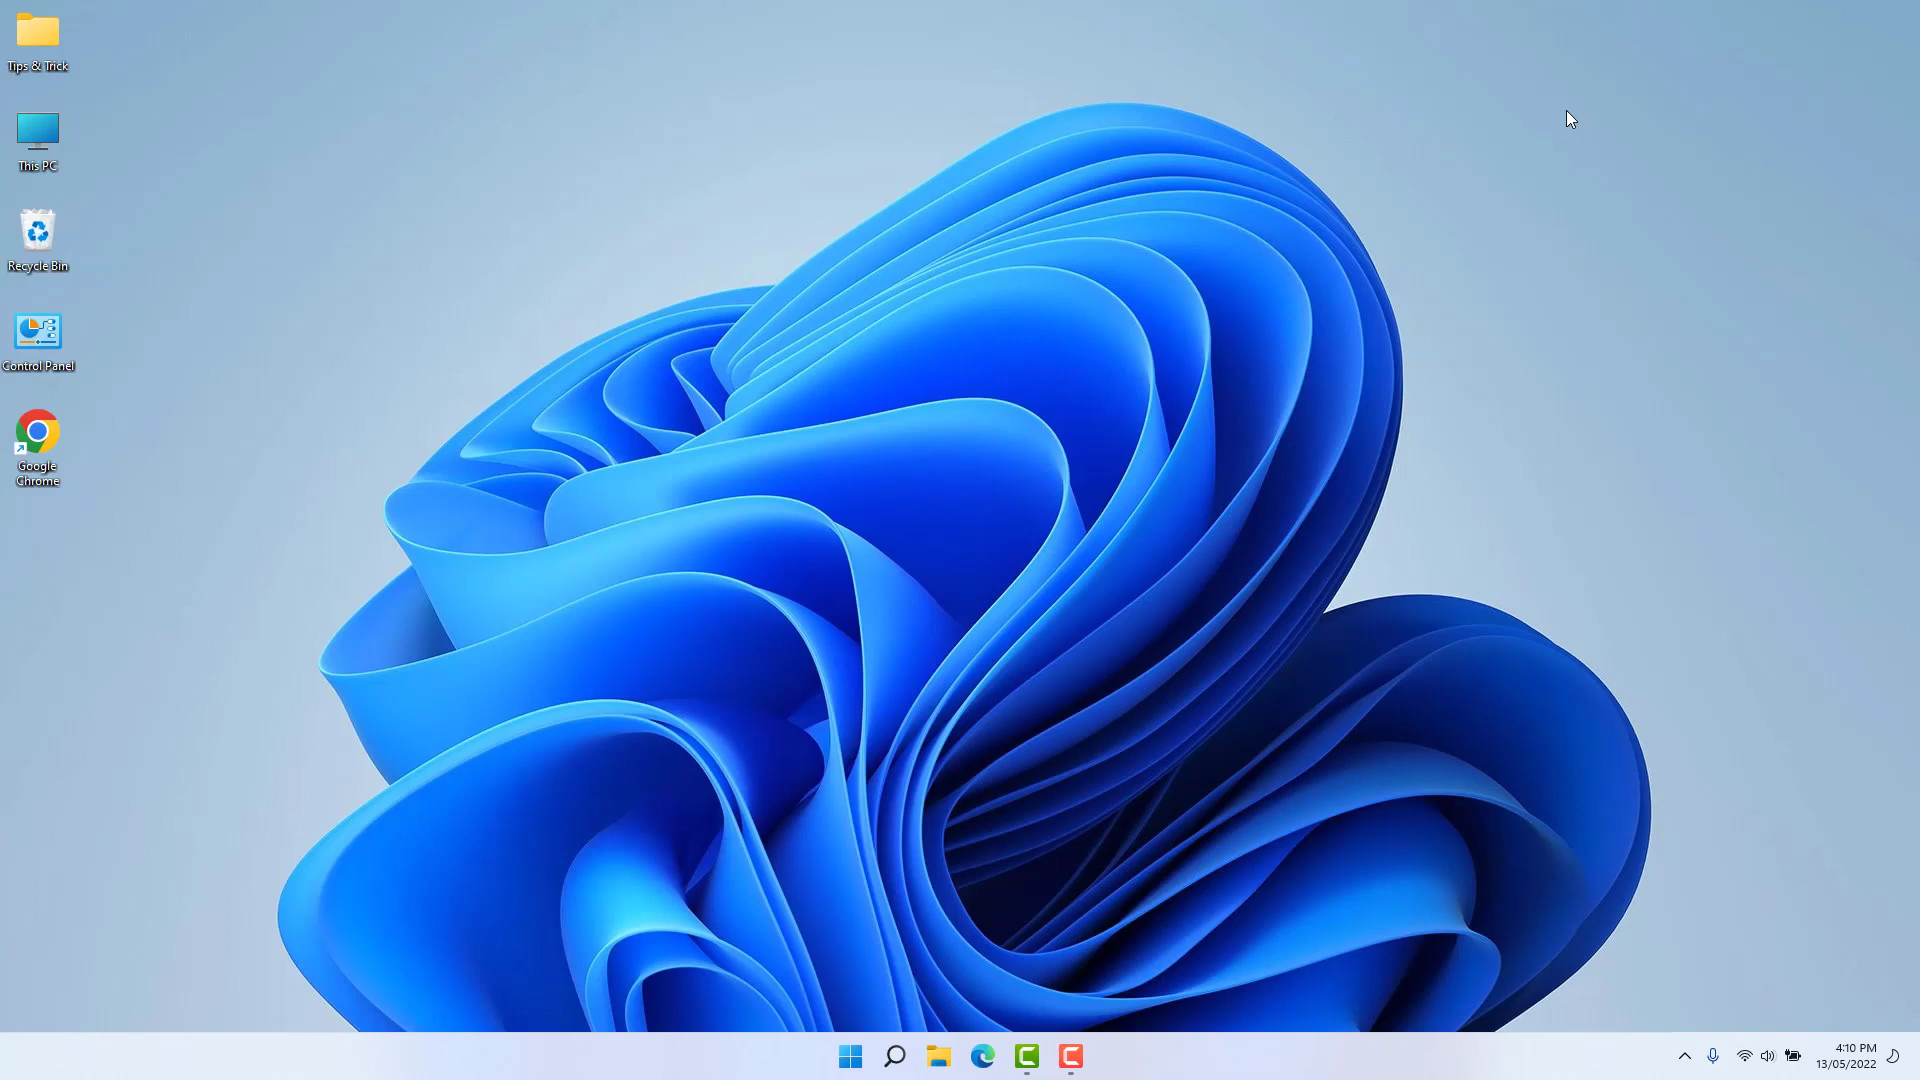 Tips & Trick
This PC
Recycle Bin
Control Panel
Google
Chrome
4:10 PM
13/05/2022